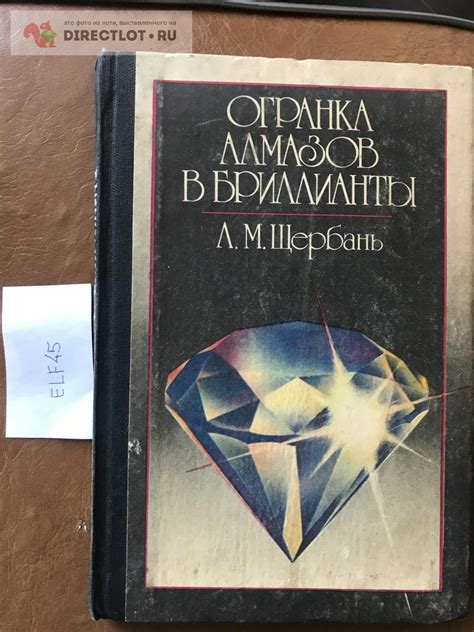 это фото из лота, выставленного на
DIRECTLOT.RU
ОГРАНКА
АЛМАЗОВ
В БРИЛЛИАНТЫ
Л. М. Щербань
ELF45